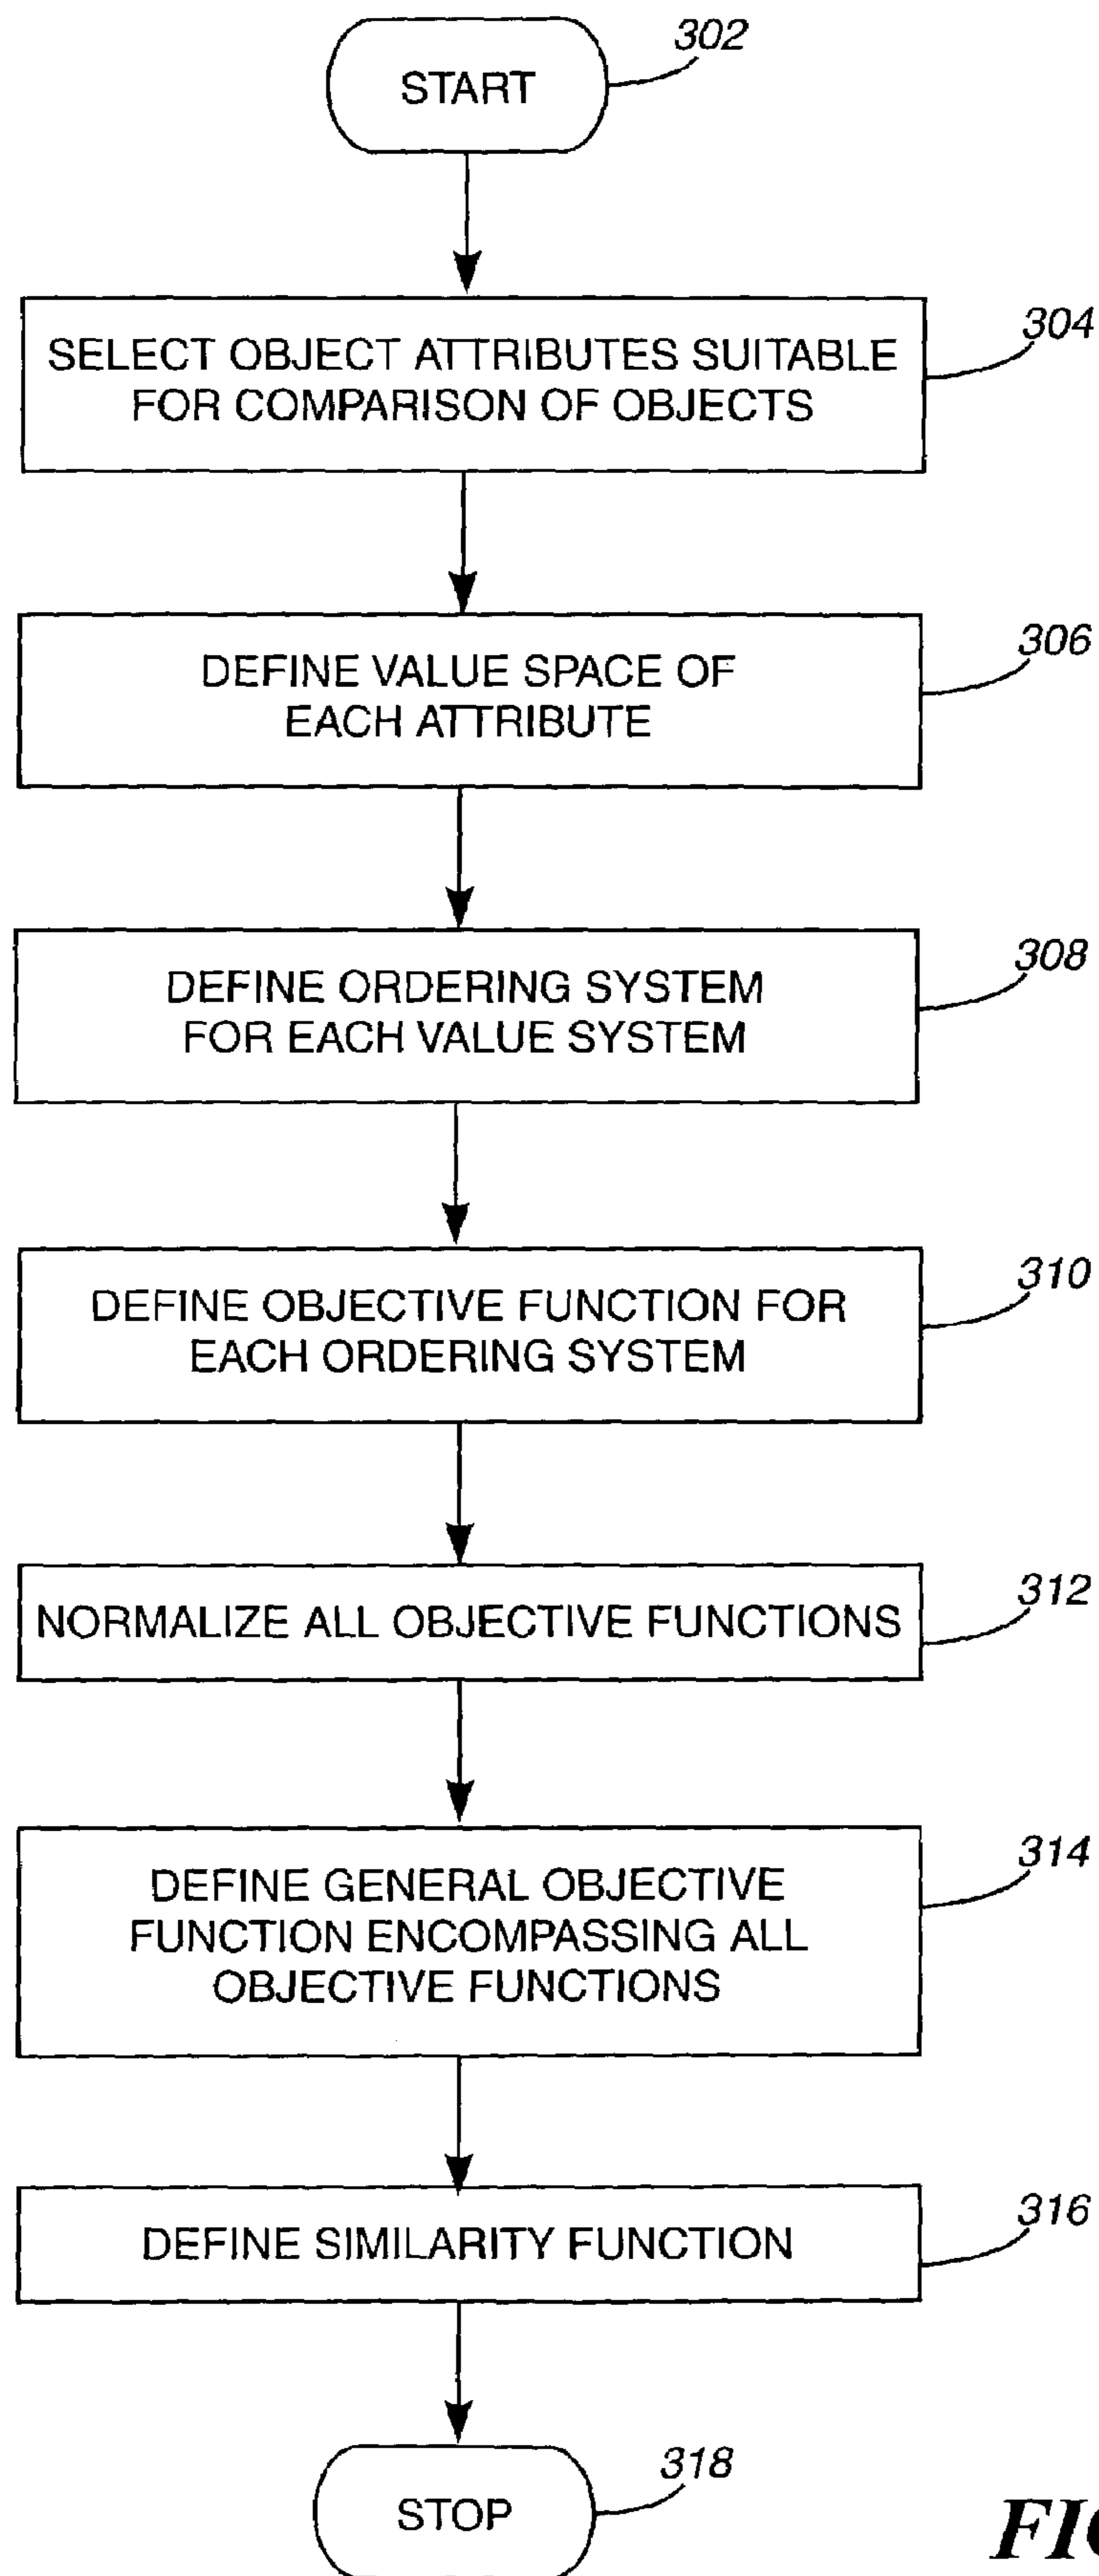 START
302
SELECT OBJECT ATTRIBUTES SUITABLE
FOR COMPARISON OF OBJECTS
304
DEFINE VALUE SPACE OF
EACH ATTRIBUTE
306
DEFINE ORDERING SYSTEM
FOR EACH VALUE SYSTEM
308
DEFINE OBJECTIVE FUNCTION FOR
EACH ORDERING SYSTEM
310
NORMALIZE ALL OBJECTIVE FUNCTIONS
312
DEFINE GENERAL OBJECTIVE
FUNCTION ENCOMPASSING ALL
OBJECTIVE FUNCTIONS
314
DEFINE SIMILARITY FUNCTION
316
STOP
318